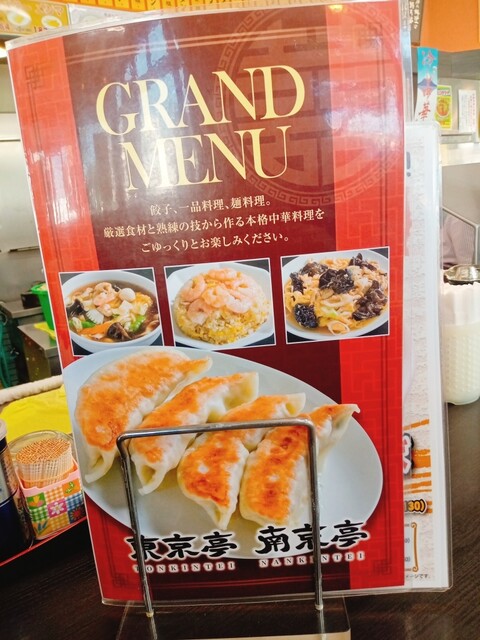 GRAND
MENU
餃子、一品料理、麺料理。
厳選食材と熟練の技から作る本格中華料理を
ごゆっくりとお楽しみください。
東京亭 南京亭
TONKINTEI NANKINTEI